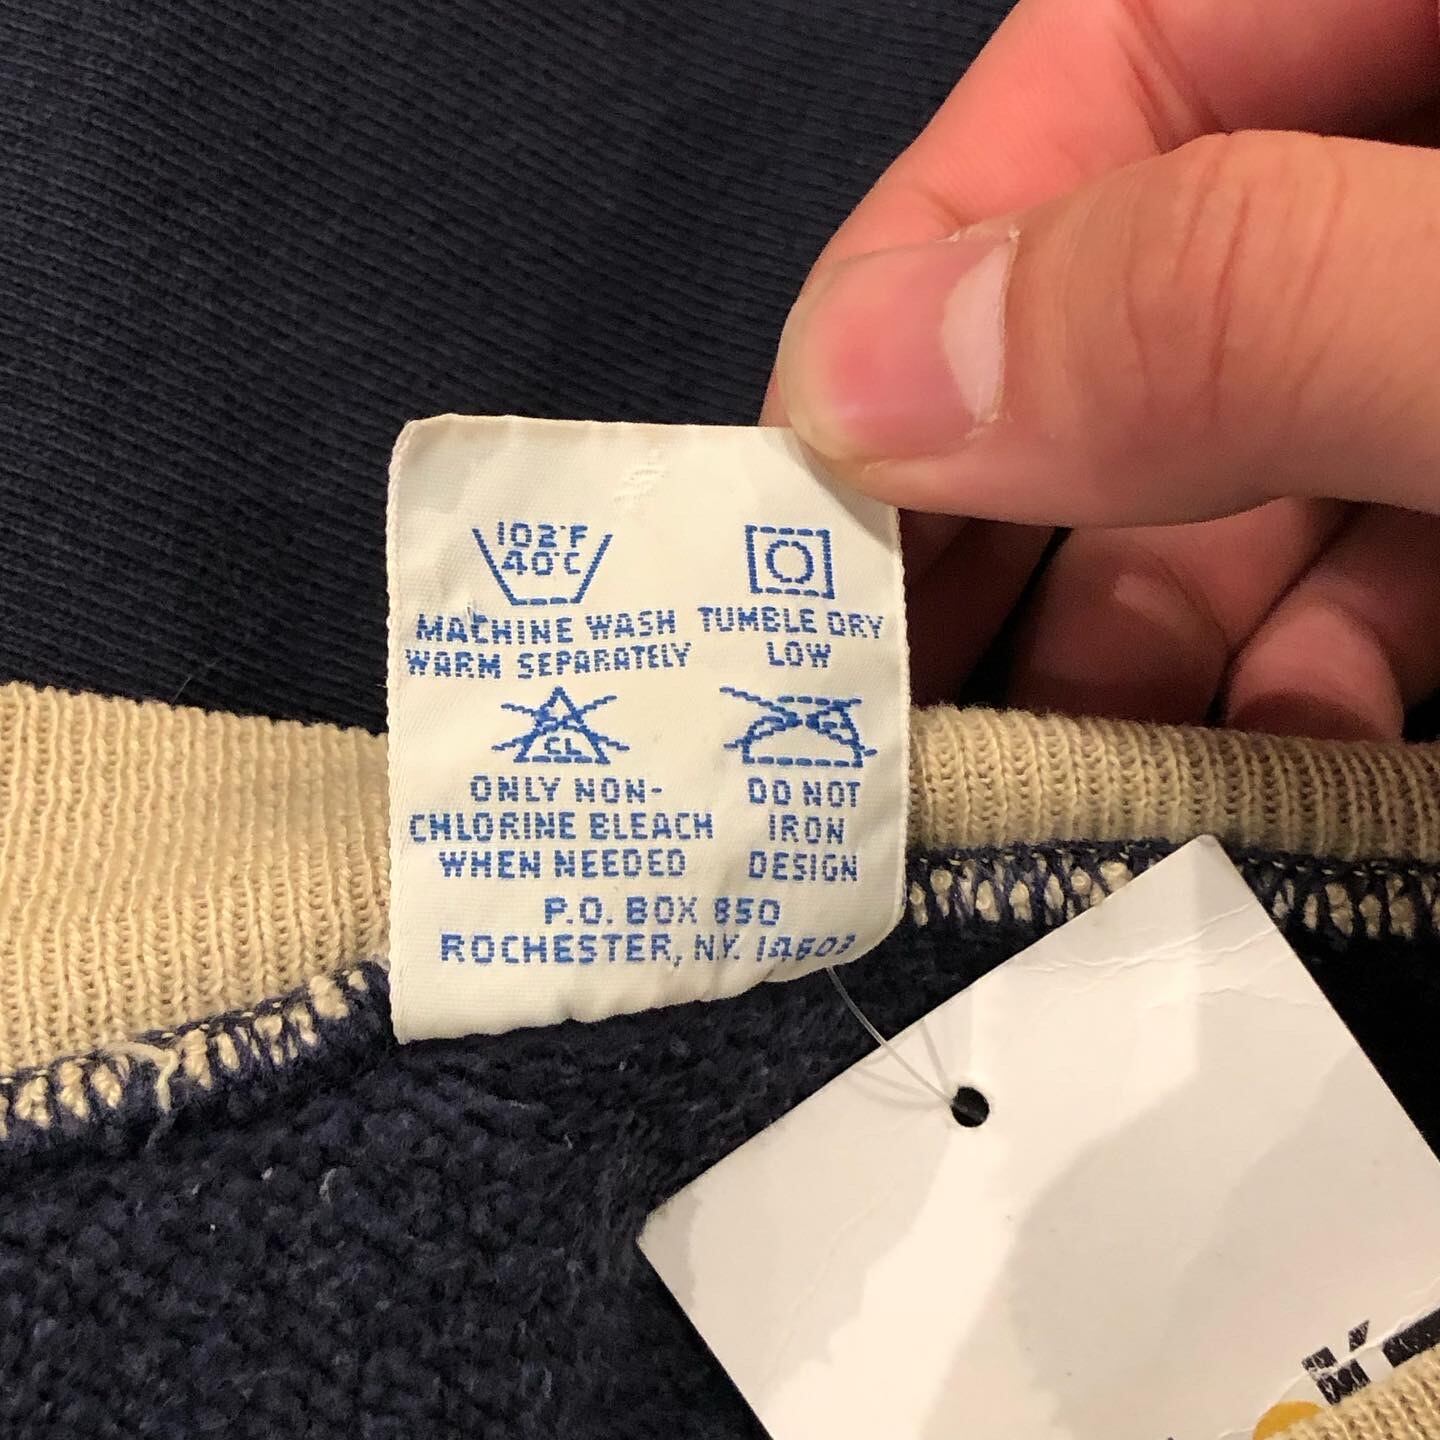 102°F
40°C
MACHINE WASH
WARM SEPARATELY
TUMBLE DRY
LOW
CL
ONLY NON-
CHLORINE BLEACH
WHEN NEEDED
DO NOT
IRON
DESIGN
P.O. BOX 850
ROCHESTER, N.Y. 14603